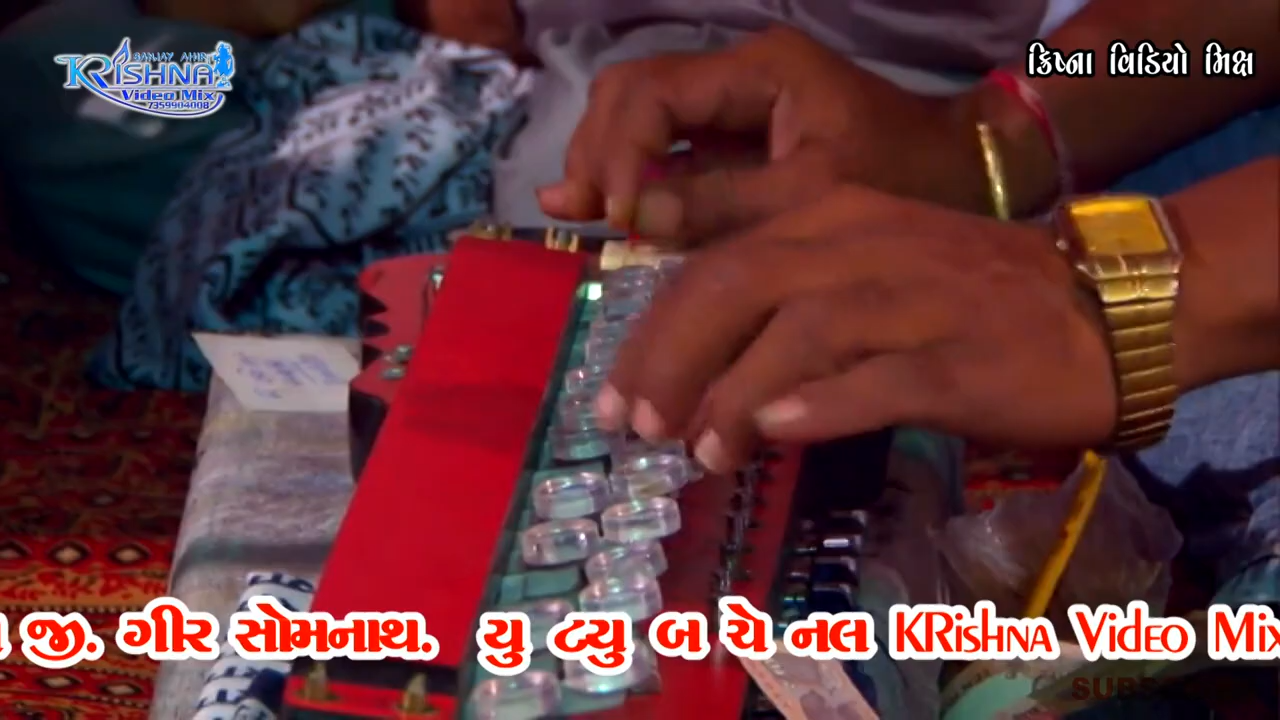 SANJAY AHIR
KRISHNA
Video Mix
7359904008
ક્રિષ્ના વિડિયો મિક્ષ
જી. ગીર સોમનાથ. યુ ટ્યુ બ ચે નલ KRishna Video Mix